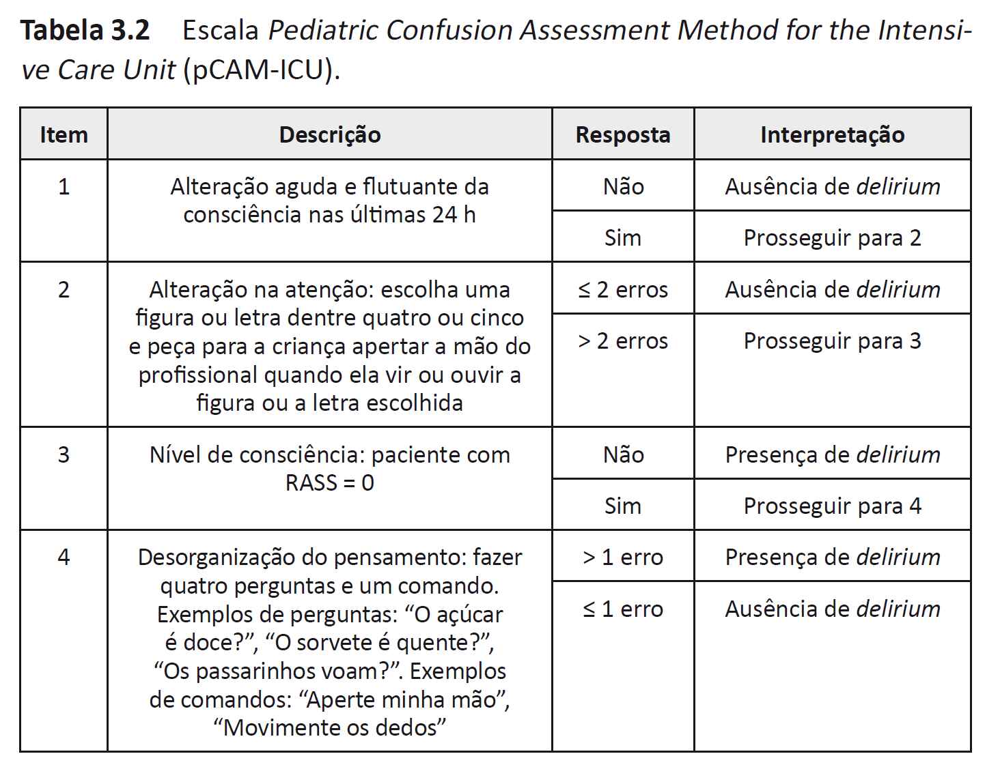 Tabela 3.2 Escala Pediatric Confusion Assessment Method for the Intensi-
ve Care Unit (pCAM-ICU).
Item Descrição Resposta Interpretação
1
Alteração aguda e flutuante da
consciência nas últimas 24 h
Não Ausência de delirium
Sim Prosseguir para 2
2
Alteração na atenção: escolha uma
figura ou letra dentre quatro ou cinco
e peça para a criança apertar a mão do
profissional quando ela vir ou ouvir a
figura ou a letra escolhida
≤ 2 erros Ausência de delirium
> 2 erros Prosseguir para 3
3
Nível de consciência: paciente com
RASS = 0
Não Presença de delirium
Sim Prosseguir para 4
4
Desorganização do pensamento: fazer
quatro perguntas e um comando.
Exemplos de perguntas: “O açúcar
é doce?”, “O sorvete é quente?”,
“Os passarinhos voam?”. Exemplos
de comandos: “Aperte minha mão”,
“Movimente os dedos”
> 1 erro Presença de delirium
≤ 1 erro Ausência de delirium